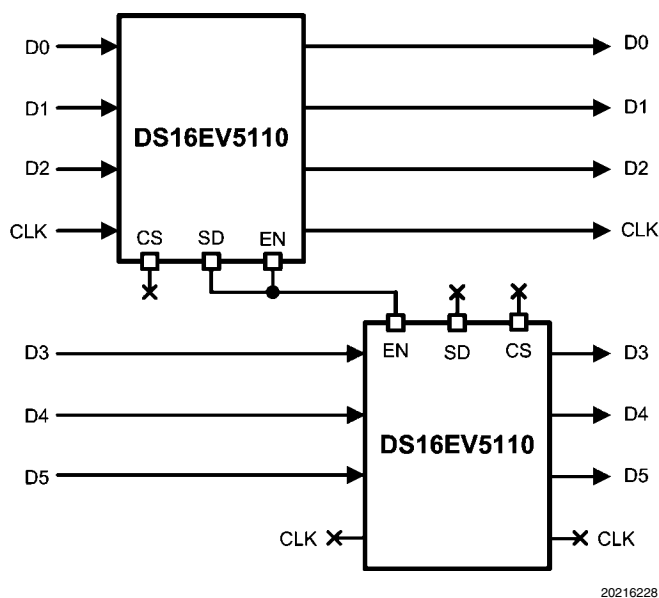 D0 D0
D1 D1
DS16EV5110
D2 D2
CLK CLK
CS SD EN
EN SD CS
D3 D3
D4 D4
DS16EV5110
D5 D5
CLK CLK
20216228